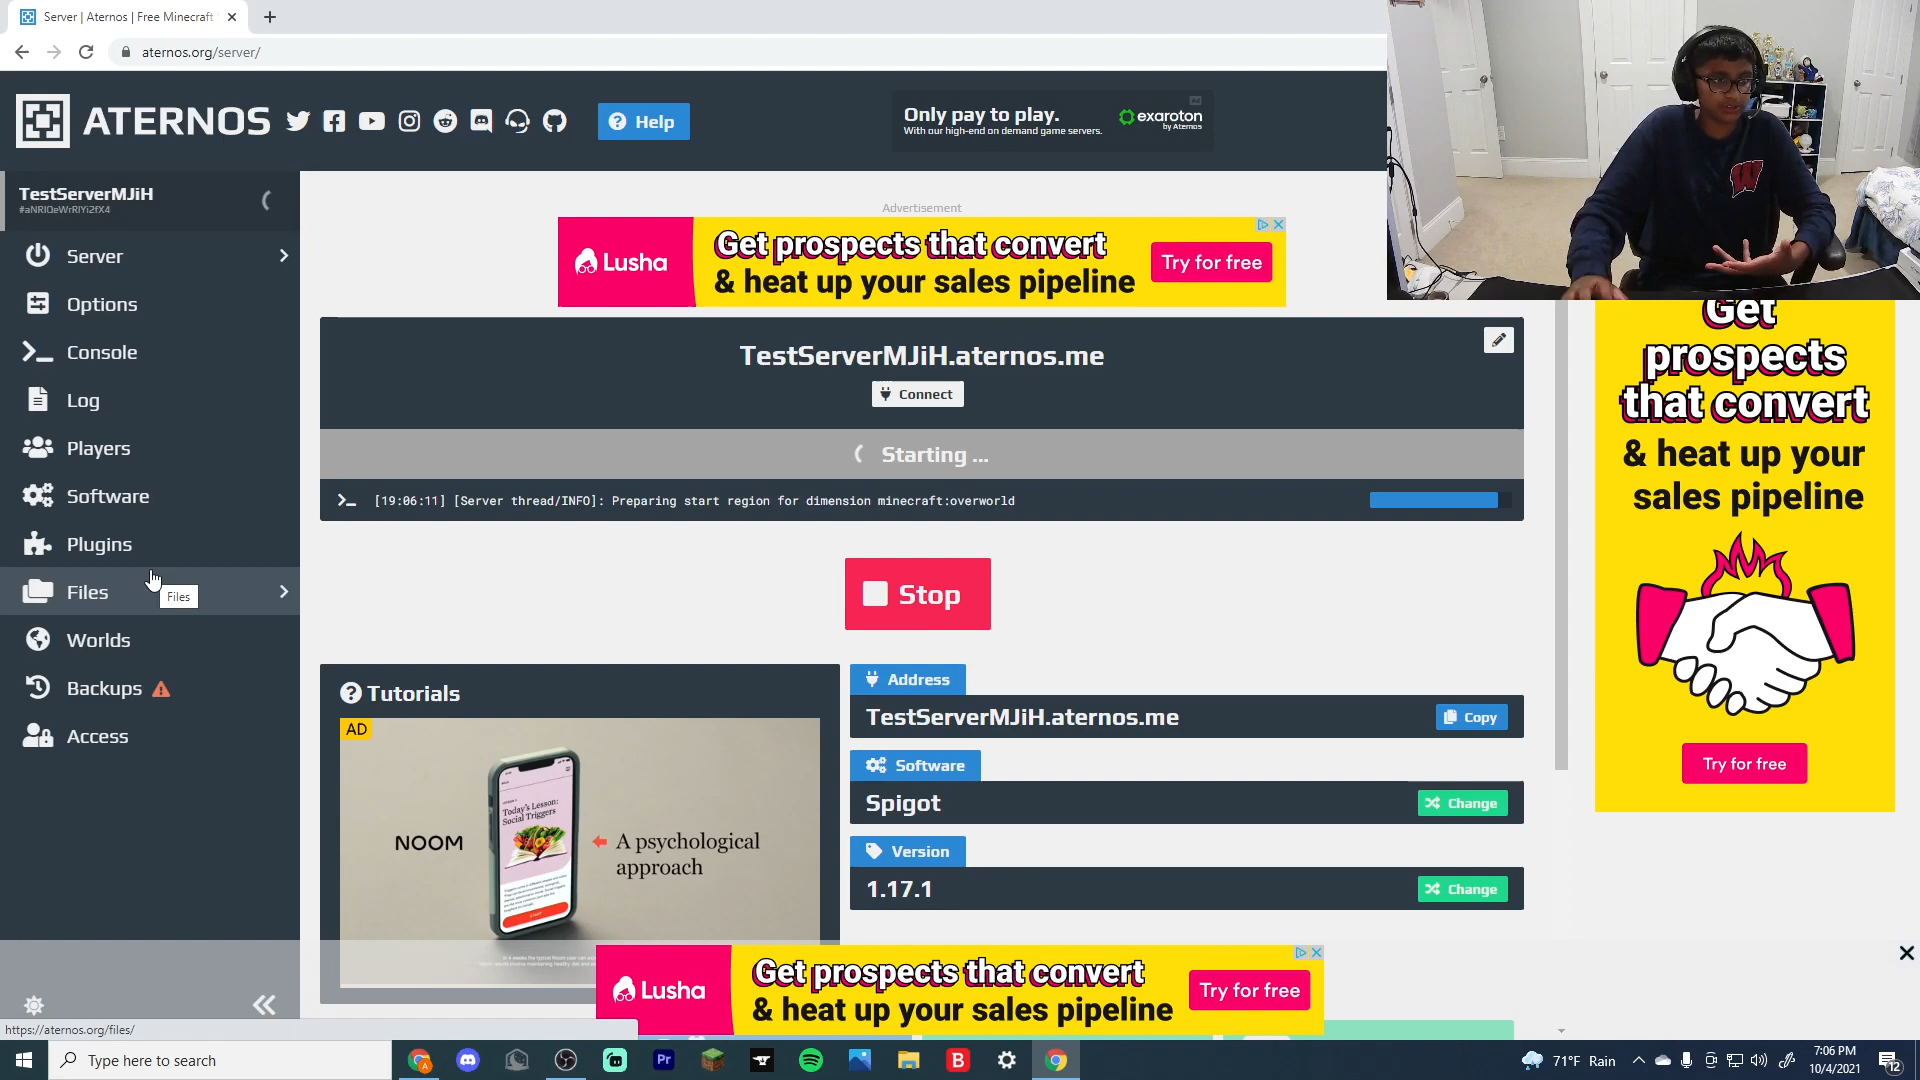 Server | Aternos | Free Minecraft
aternos.org/server/
ATERNOS
Help
Only pay to play.
With our high-end on demand game servers.
Ad
exaroton
by Aternos
TestServerMJiH
Server
Options
Console
Log
Players
Software
Plugins
Files
Files
Worlds
Backups
Access
Advertisement
Lusha
Get prospects that convert
& heat up your sales pipeline
Try for free
TestServerMJiH.aternos.me
Connect
Starting ...
[19:06:11] [Server thread/INFO]: Preparing start region for dimension minecraft:overworld
Stop
Tutorials
AD
NOOM
Today's Lesson:
Social Triggers
A psychological
approach
Address
TestServerMJiH.aternos.me
Copy
Software
Spigot
Change
Version
1.17.1
Change
W
Get
prospects
that convert
& heat up your
sales pipeline
Try for free
Lusha
Get prospects that convert
& heat up your sales pipeline
Try for free
https://aternos.org/files/
Type here to search
Pr
B
71°F Rain
7:06 PM
10/4/2021
12